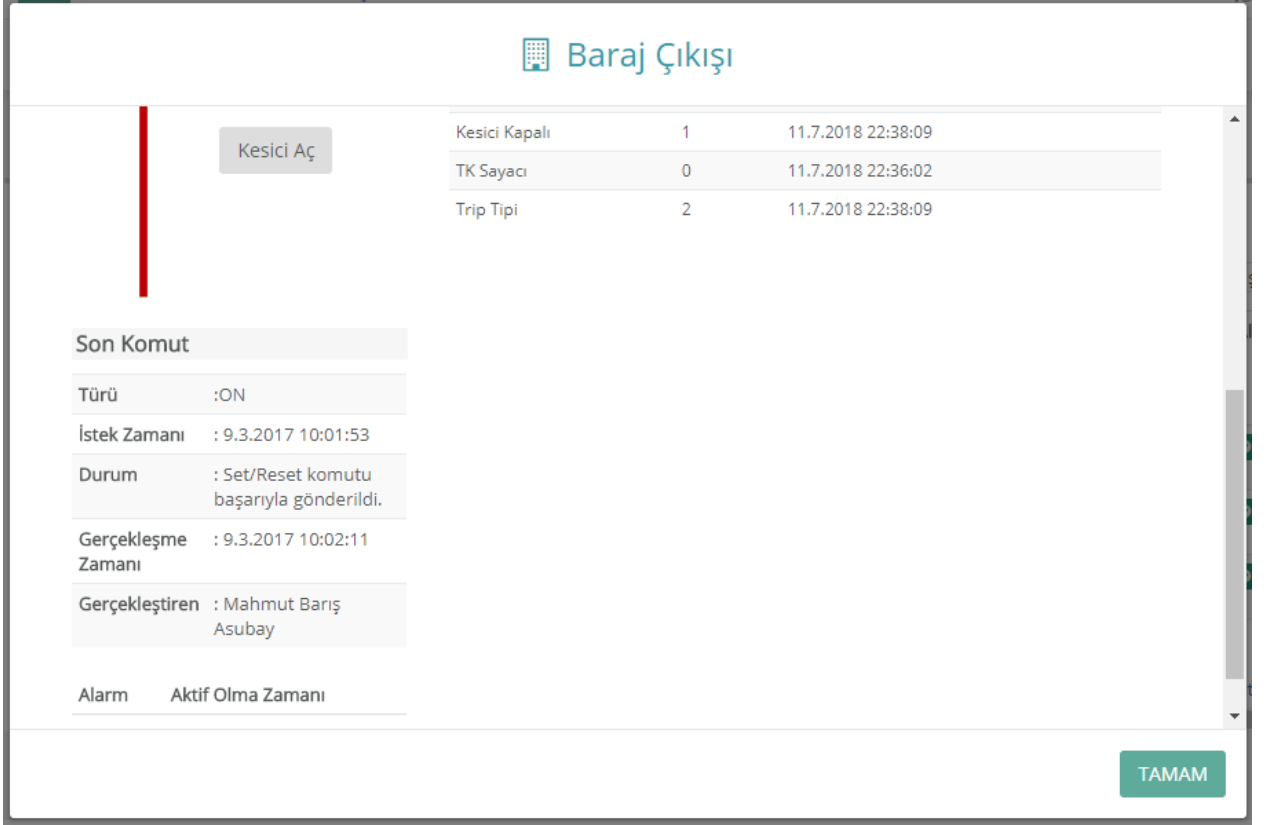 Baraj Çıkışı
Kesici Aç
Kesici Kapalı 1 11.7.2018 22:38:09
TK Sayacı 0 11.7.2018 22:36:02
Trip Tipi 2 11.7.2018 22:38:09
Son Komut
Türü :ON
İstek Zamanı : 9.3.2017 10:01:53
Durum : Set/Reset komutu
başarıyla gönderildi.
Gerçekleşme : 9.3.2017 10:02:11
Zamanı
Gerçekleştiren : Mahmut Barış
Asubay
Alarm Aktif Olma Zamanı
TAMAM